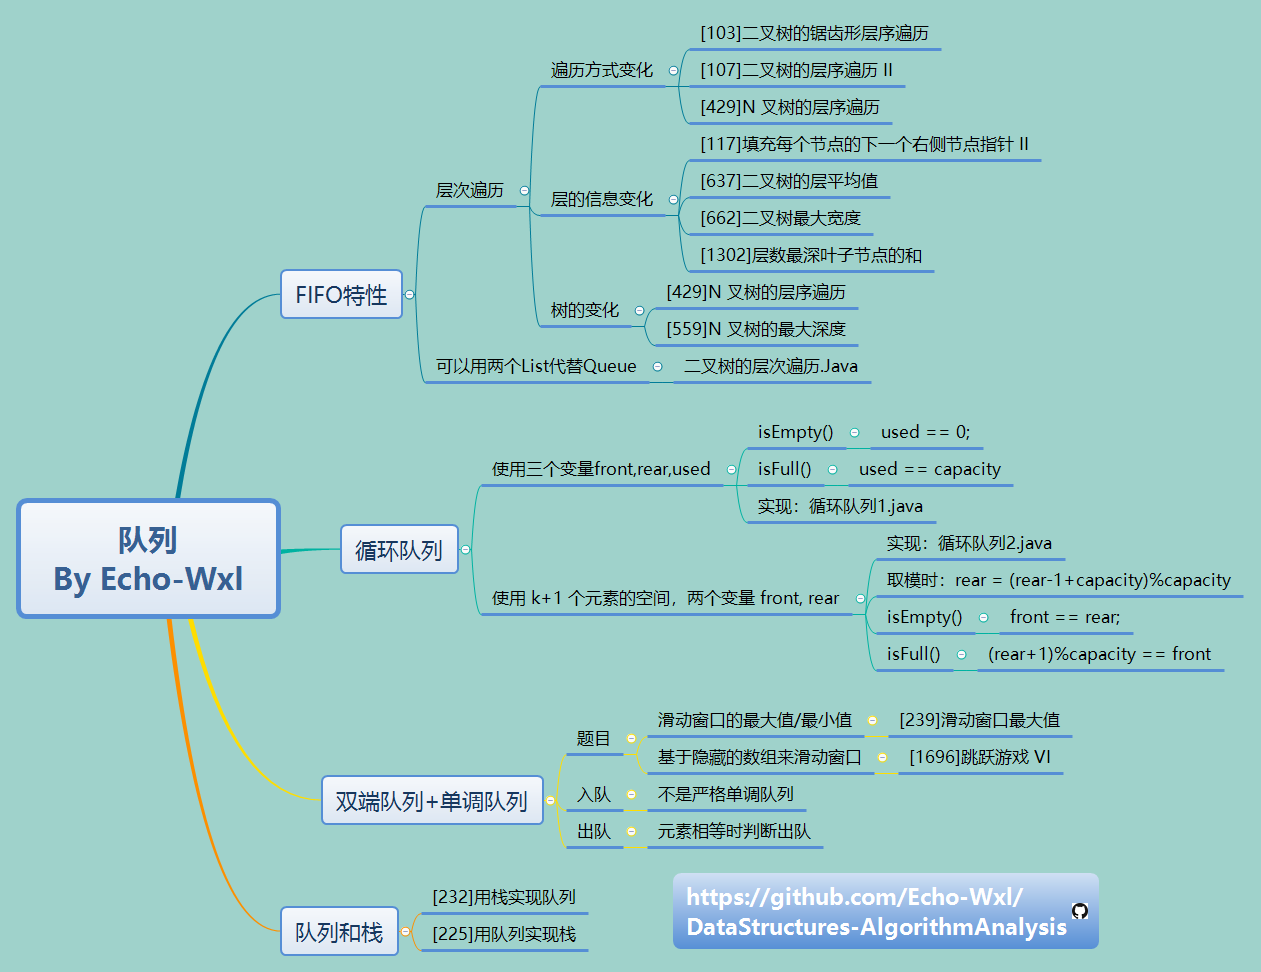 [103]二叉树的锯齿形层序遍历
遍历方式变化
[107]二叉树的层序遍历 II
[429]N 叉树的层序遍历
[117]填充每个节点的下一个右侧节点指针 II
层次遍历
层的信息变化
[637]二叉树的层平均值
[662]二叉树最大宽度
[1302]层数最深叶子节点的和
FIFO特性
树的变化
[429]N 叉树的层序遍历
[559]N 叉树的最大深度
可以用两个List代替Queue
二叉树的层次遍历.Java
isEmpty()
used == 0;
使用三个变量front,rear,used
isFull()
used == capacity
实现：循环队列1.java
队列
By Echo-Wxl
循环队列
实现：循环队列2.java
取模时：rear = (rear-1+capacity)%capacity
使用 k+1 个元素的空间，两个变量 front, rear
isEmpty()
front == rear;
isFull()
(rear+1)%capacity == front
滑动窗口的最大值/最小值
[239]滑动窗口最大值
题目
基于隐藏的数组来滑动窗口
[1696]跳跃游戏 VI
双端队列+单调队列
入队
不是严格单调队列
出队
元素相等时判断出队
[232]用栈实现队列
队列和栈
[225]用队列实现栈
https://github.com/Echo-Wxl/
DataStructures-AlgorithmAnalysis